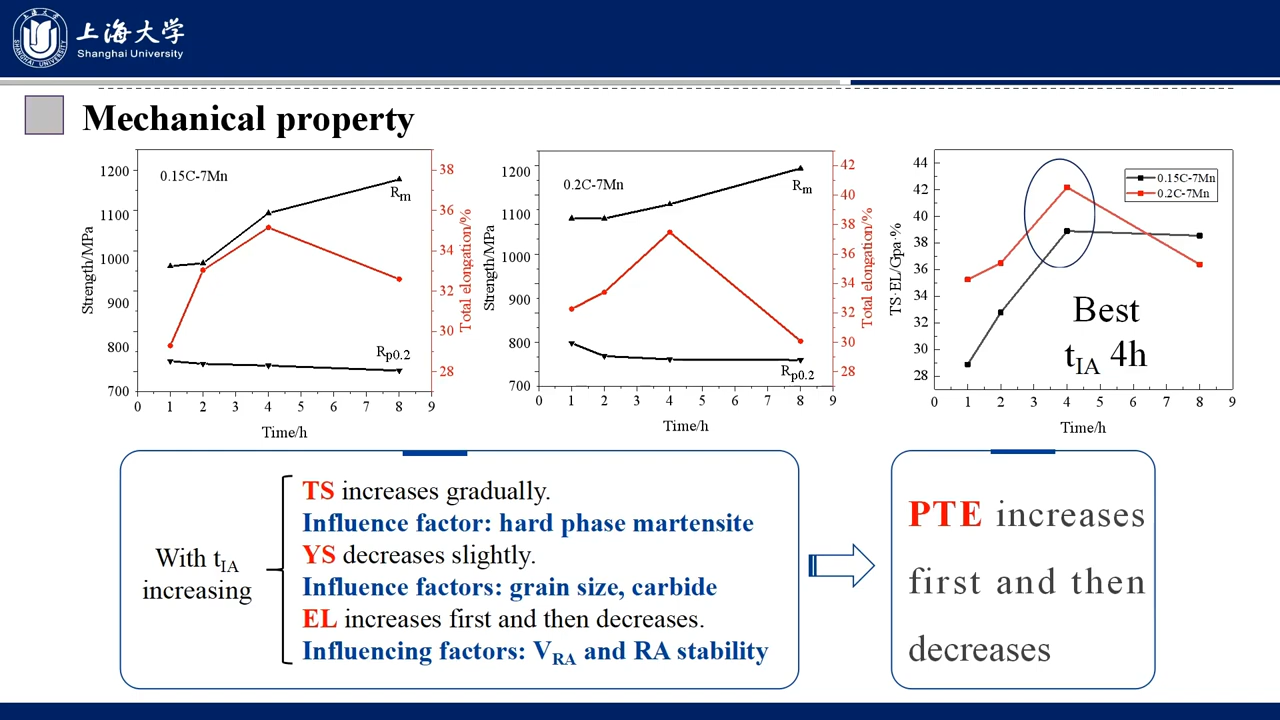 上海大学
Shanghai University
SHANGHAI UNIVERSITY
Mechanical property
0.15C-7Mn
Rm
Rp0.2
Strength/MPa
1200
1100
1000
900
800
700
38
36
34
32
30
28
Total elongation/%
0 1 2 3 4 5 6 7 8 9
Time/h
0.2C-7Mn
Rm
Rp0.2
Strength/MPa
1200
1100
1000
900
800
700
42
40
38
36
34
32
30
28
Total elongation/%
0 1 2 3 4 5 6 7 8 9
Time/h
TS·EL/Gpa·%
44
42
40
38
36
34
32
30
28
0.15C-7Mn
0.2C-7Mn
Best
tIA 4h
0 1 2 3 4 5 6 7 8 9
Time/h
With tIA
increasing
TS increases gradually.
Influence factor: hard phase martensite
YS decreases slightly.
Influence factors: grain size, carbide
EL increases first and then decreases.
Influencing factors: VRA and RA stability
PTE increases
first and then
decreases